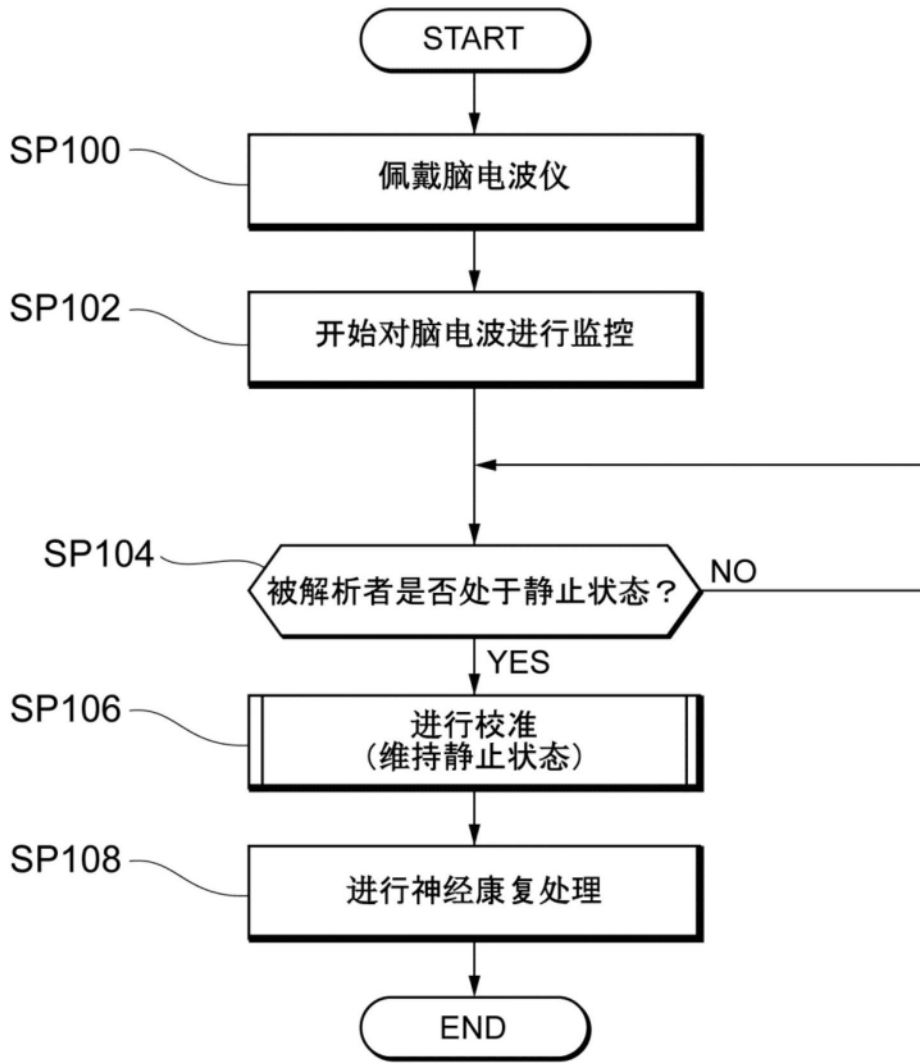 START
SP100
佩戴脑电波仪
SP102
开始对脑电波进行监控
SP104
被解析者是否处于静止状态？
NO
YES
SP106
进行校准
（维持静止状态）
SP108
进行神经康复处理
END